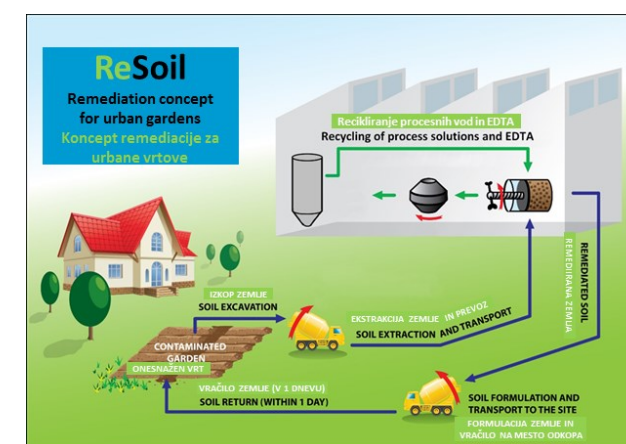 ReSoil
Remediation concept
for urban gardens
Koncept remediacije za
urbane vrtove
Recikliranje procesnih vod in EDTA
Recycling of process solutions and EDTA
REMEDIATED SOIL
REMEDIIRANA ZEMLJA
IZKOP ZEMLJE
SOIL EXCAVATION
EKSTRAKCIJA ZEMLJE IN PREVOZ
SOIL EXTRACTION AND TRANSPORT
CONTAMINATED
GARDEN
ONESNAŽEN VRT
VRAČILO ZEMLJE (V 1 DNEVU)
SOIL RETURN (WITHIN 1 DAY)
SOIL FORMULATION AND
TRANSPORT TO THE SITE
FORMULACIJA ZEMLJE IN
VRAČILO NA MESTO ODKOPA